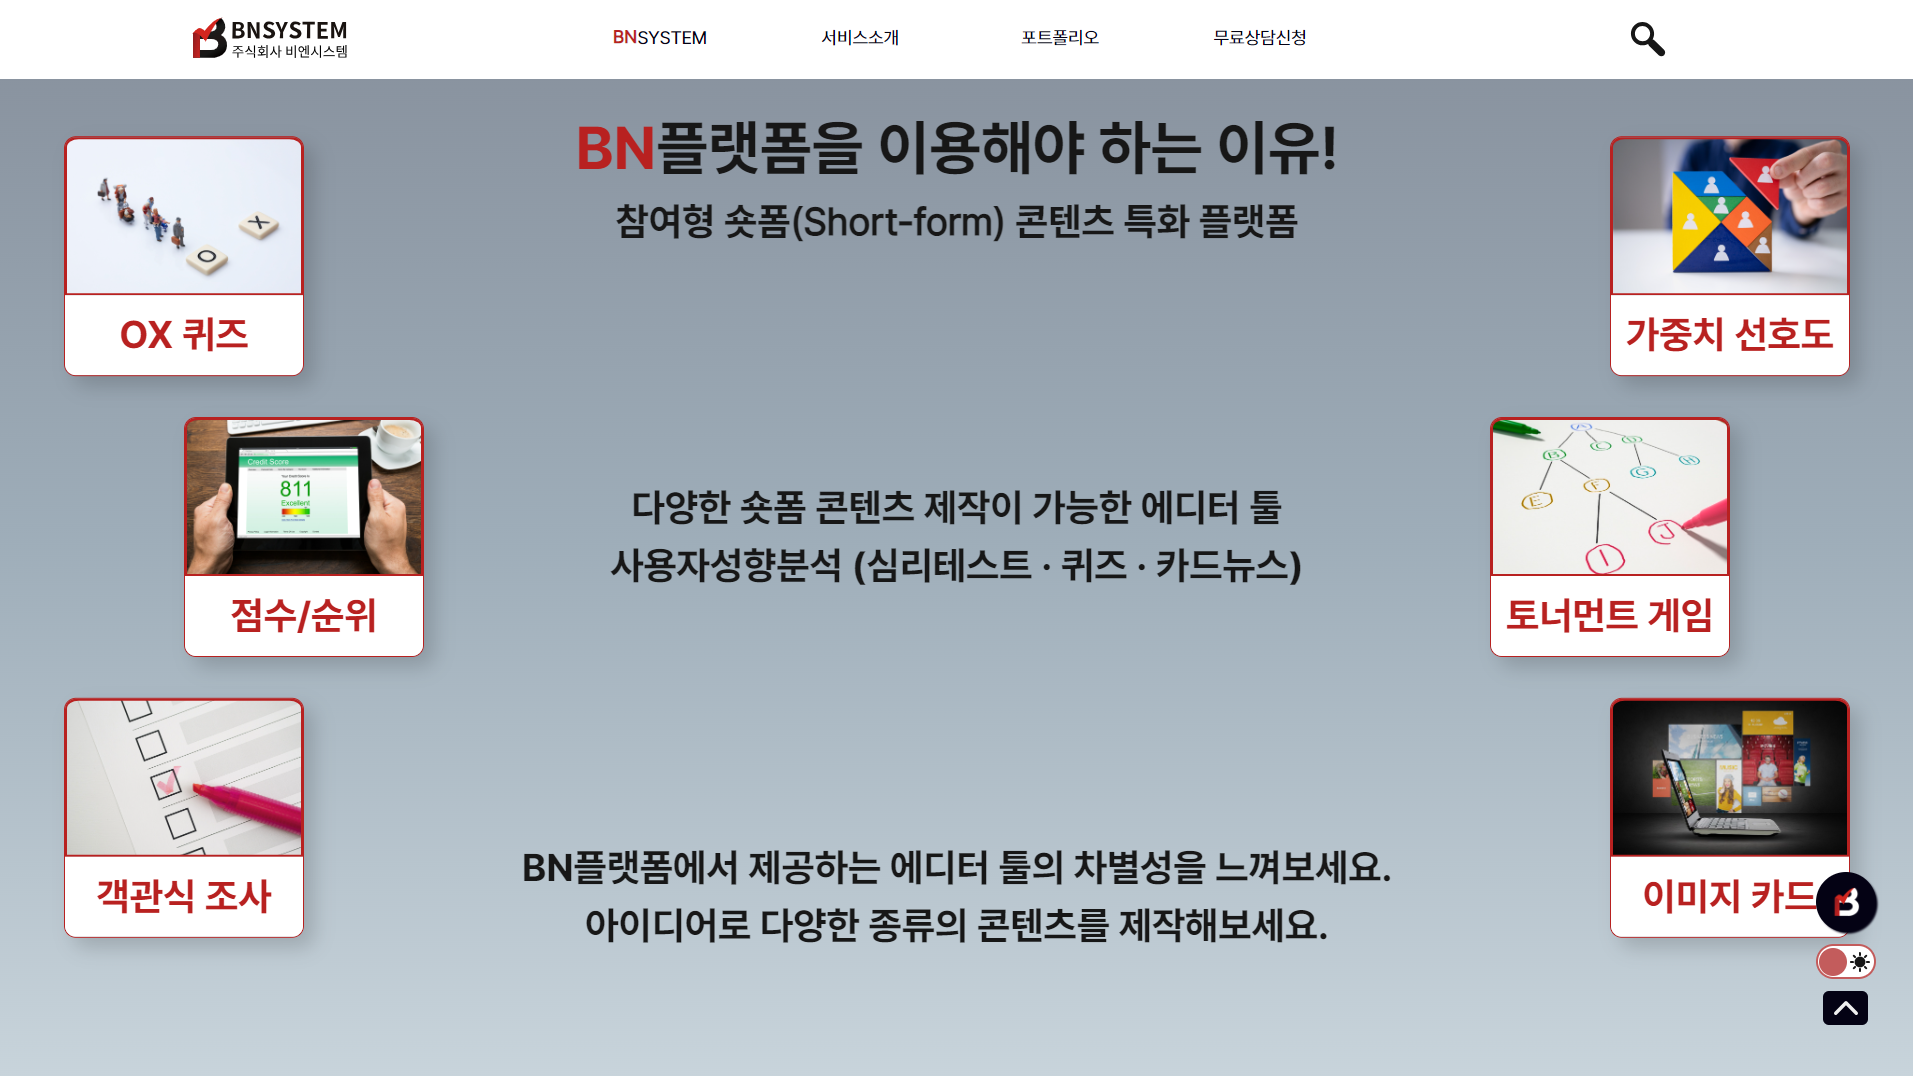 BNSYSTEM
주식회사 비엔시스템
BNSYSTEM
서비스소개
포트폴리오
무료상담신청
BN플랫폼을 이용해야 하는 이유!
참여형 숏폼(Short-form) 콘텐츠 특화 플랫폼
X
O
OX 퀴즈
가중치 선호도
Credit Score
811
Excellent
점수/순위
다양한 숏폼 콘텐츠 제작이 가능한 에디터 툴
사용자성향분석 (심리테스트 · 퀴즈 · 카드뉴스)
A
B
C
D
E
F
G
H
I
J
토너먼트 게임
객관식 조사
BN플랫폼에서 제공하는 에디터 툴의 차별성을 느껴보세요.
아이디어로 다양한 종류의 콘텐츠를 제작해보세요.
이미지 카드